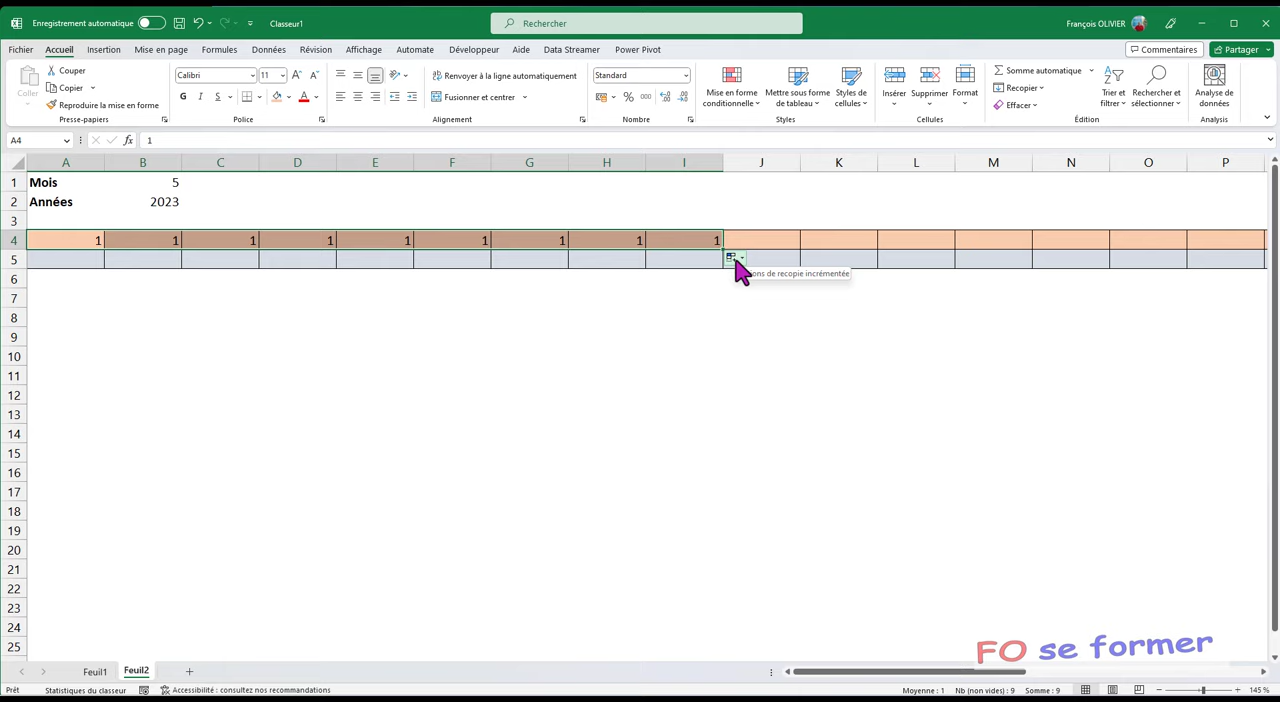 Enregistrement automatique Classeur1 Rechercher François OLIVIER
Fichier Accueil Insertion Mise en page Formules Données Révision Affichage Automate Développeur Aide Data Streamer Power Pivot Commentaires Partager
Coller
Couper
Copier
Reproduire la mise en forme
Presse-papiers
Calibri 11
G I S
Police
Renvoyer à la ligne automatiquement
Fusionner et centrer
Alignement
Standard
% 000
Nombre
Mise en forme conditionnelle
Mettre sous forme de tableau
Styles de cellules
Styles
Insérer Supprimer Format
Cellules
Somme automatique
Recopier
Effacer
Trier et filtrer
Rechercher et sélectionner
Édition
Analyse de données
Analyse
A4 fx 1
A B C D E F G H I J K L M N O P
1 Mois 5
2 Années 2023
3
4 1 1 1 1 1 1 1 1 1
5
ons de recopie incrémentée
6
7
8
9
10
11
12
13
14
15
16
17
18
19
20
21
22
23
24
25
FO se former
Feuil1 Feuil2
Prêt Statistiques du classeur Accessibilité : consultez nos recommandations Moyenne : 1 Nb (non vides) : 9 Somme : 9 145 %